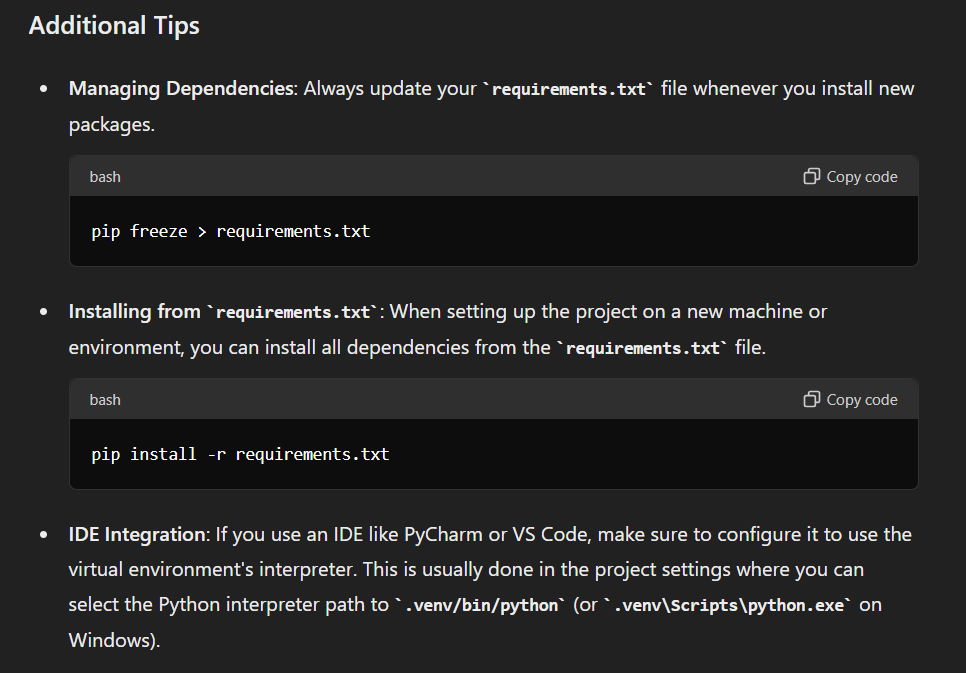 Additional Tips
• Managing Dependencies: Always update your `requirements.txt` file whenever you install new
packages.
bash Copy code
pip freeze > requirements.txt
• Installing from `requirements.txt`: When setting up the project on a new machine or
environment, you can install all dependencies from the `requirements.txt` file.
bash Copy code
pip install -r requirements.txt
• IDE Integration: If you use an IDE like PyCharm or VS Code, make sure to configure it to use the
virtual environment's interpreter. This is usually done in the project settings where you can
select the Python interpreter path to `.venv/bin/python` (or `.venv\Scripts\python.exe` on
Windows).